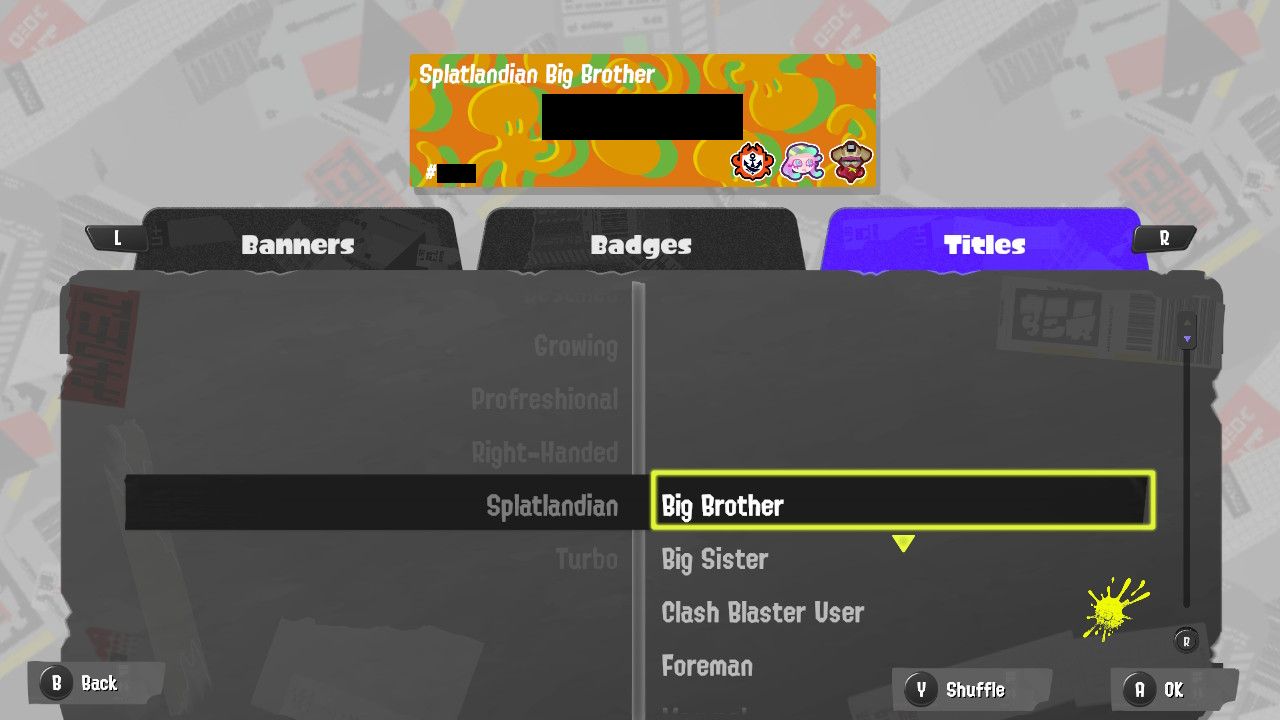 Splatlandian Big Brother
#
L
Banners
Badges
Titles
R
Growing
Profreshional
Right-Handed
Splatlandian
Turbo
Big Brother
Big Sister
Clash Blaster User
Foreman
R
B Back
Y Shuffle
A OK